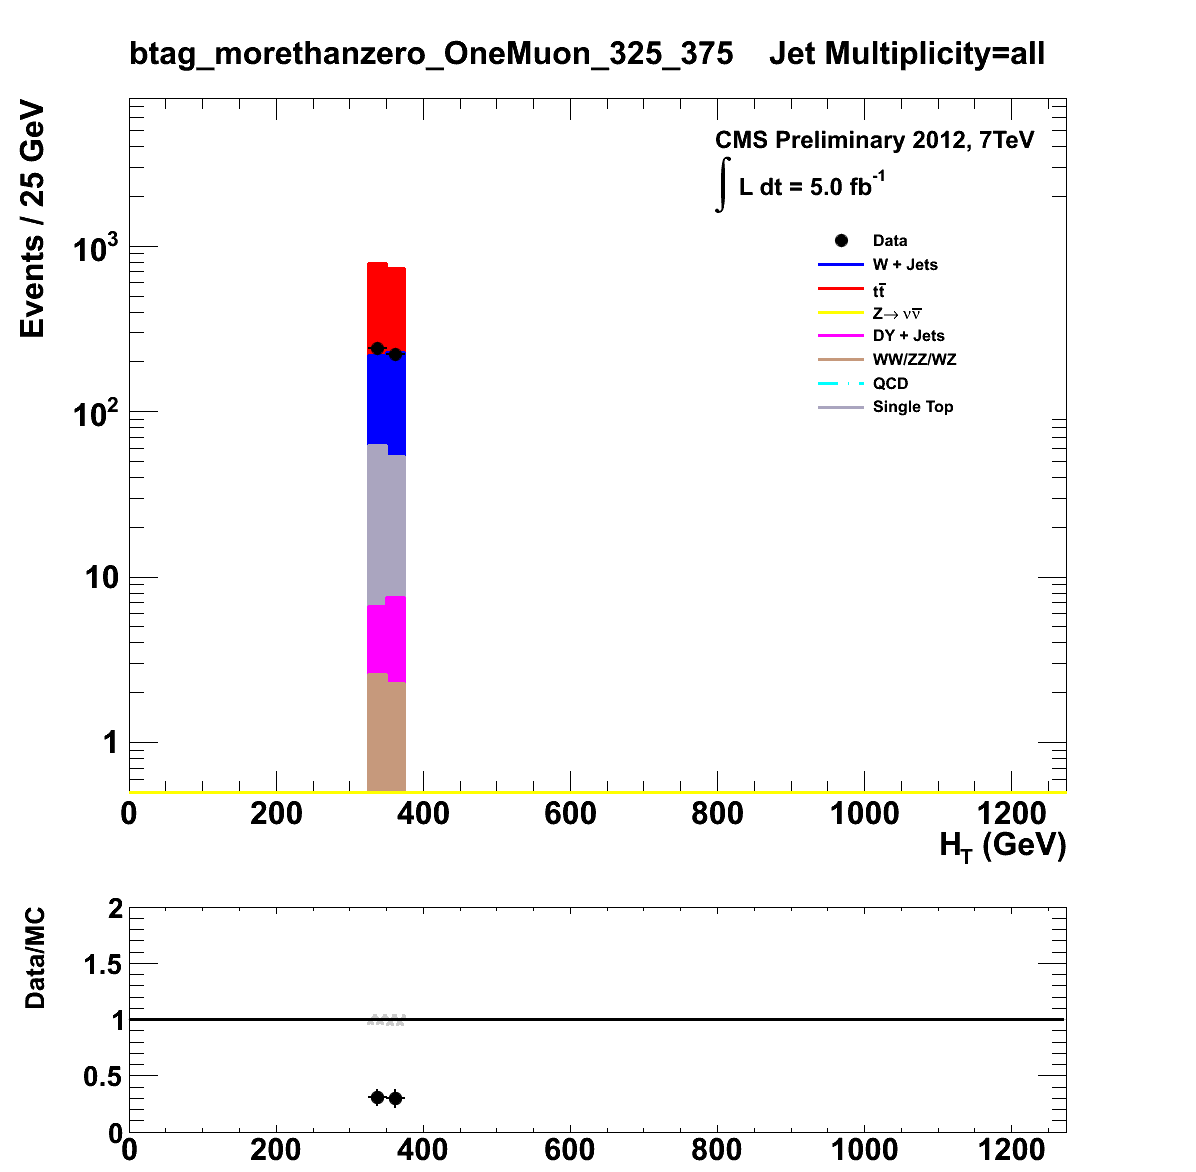 btag_morethanzero_OneMuon_325_375 Jet Multiplicity=all
Events / 25 GeV
CMS Preliminary 2012, 7TeV
∫ L dt = 5.0 fb⁻¹
Data
W + Jets
tt̅
Z→ νν̅
DY + Jets
WW/ZZ/WZ
QCD
Single Top
10³
10²
10
1
0 200 400 600 800 1000 1200
H_T (GeV)
Data/MC
2
1.5
1
0.5
0
0 200 400 600 800 1000 1200